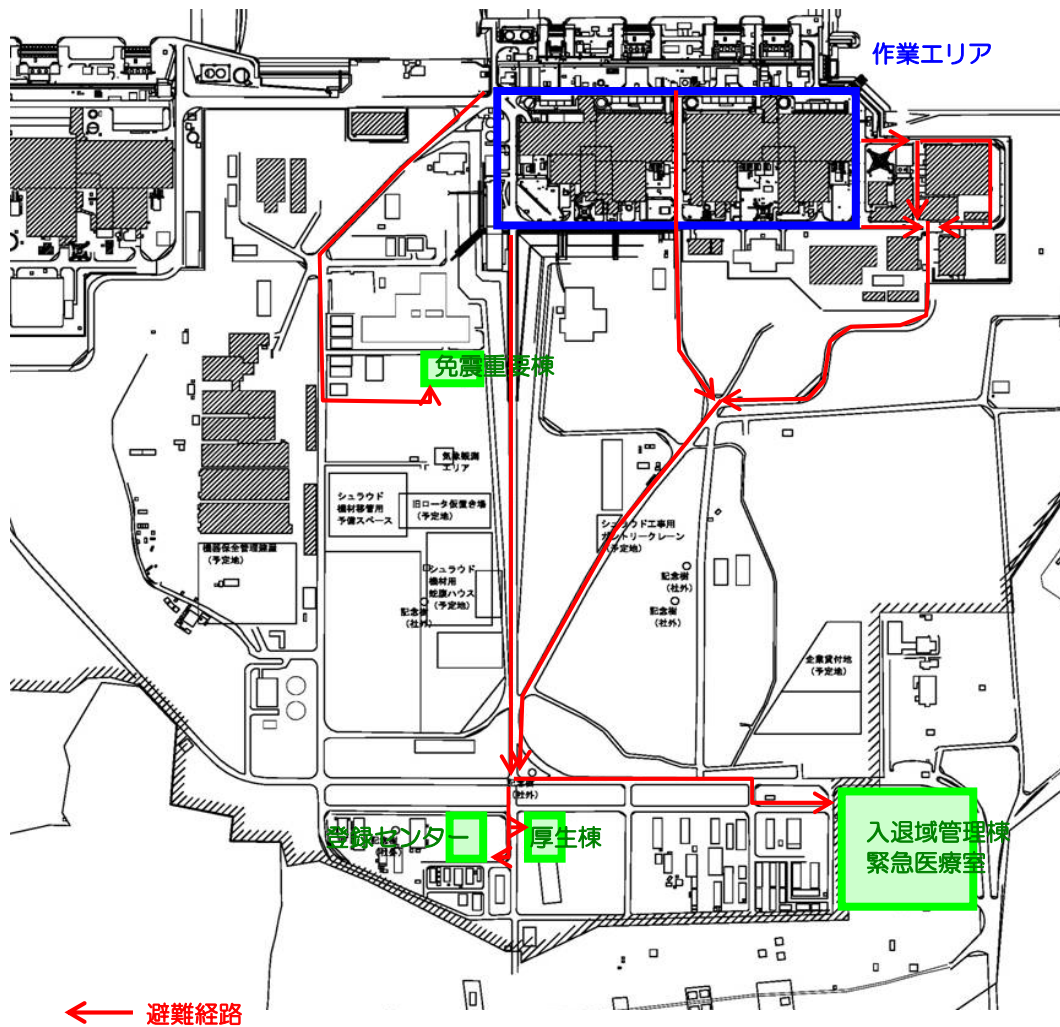 作業エリア
免震重要棟
気象観測
エリア
シュラウド
機材移管用
予備スペース
旧ロータ仮置き場
(予定地)
シュラウド工事用
ガントリークレーン
(予定地)
機器保全管理建屋
(予定地)
シュラウド
機材用
蛇腹ハウス
(予定地)
記念樹
(社外)
記念樹
(社外)
記念樹
(社外)
企業貸付地
(予定地)
記念樹
(社外)
登録センター
厚生棟
入退域管理棟
緊急医療室
避難経路